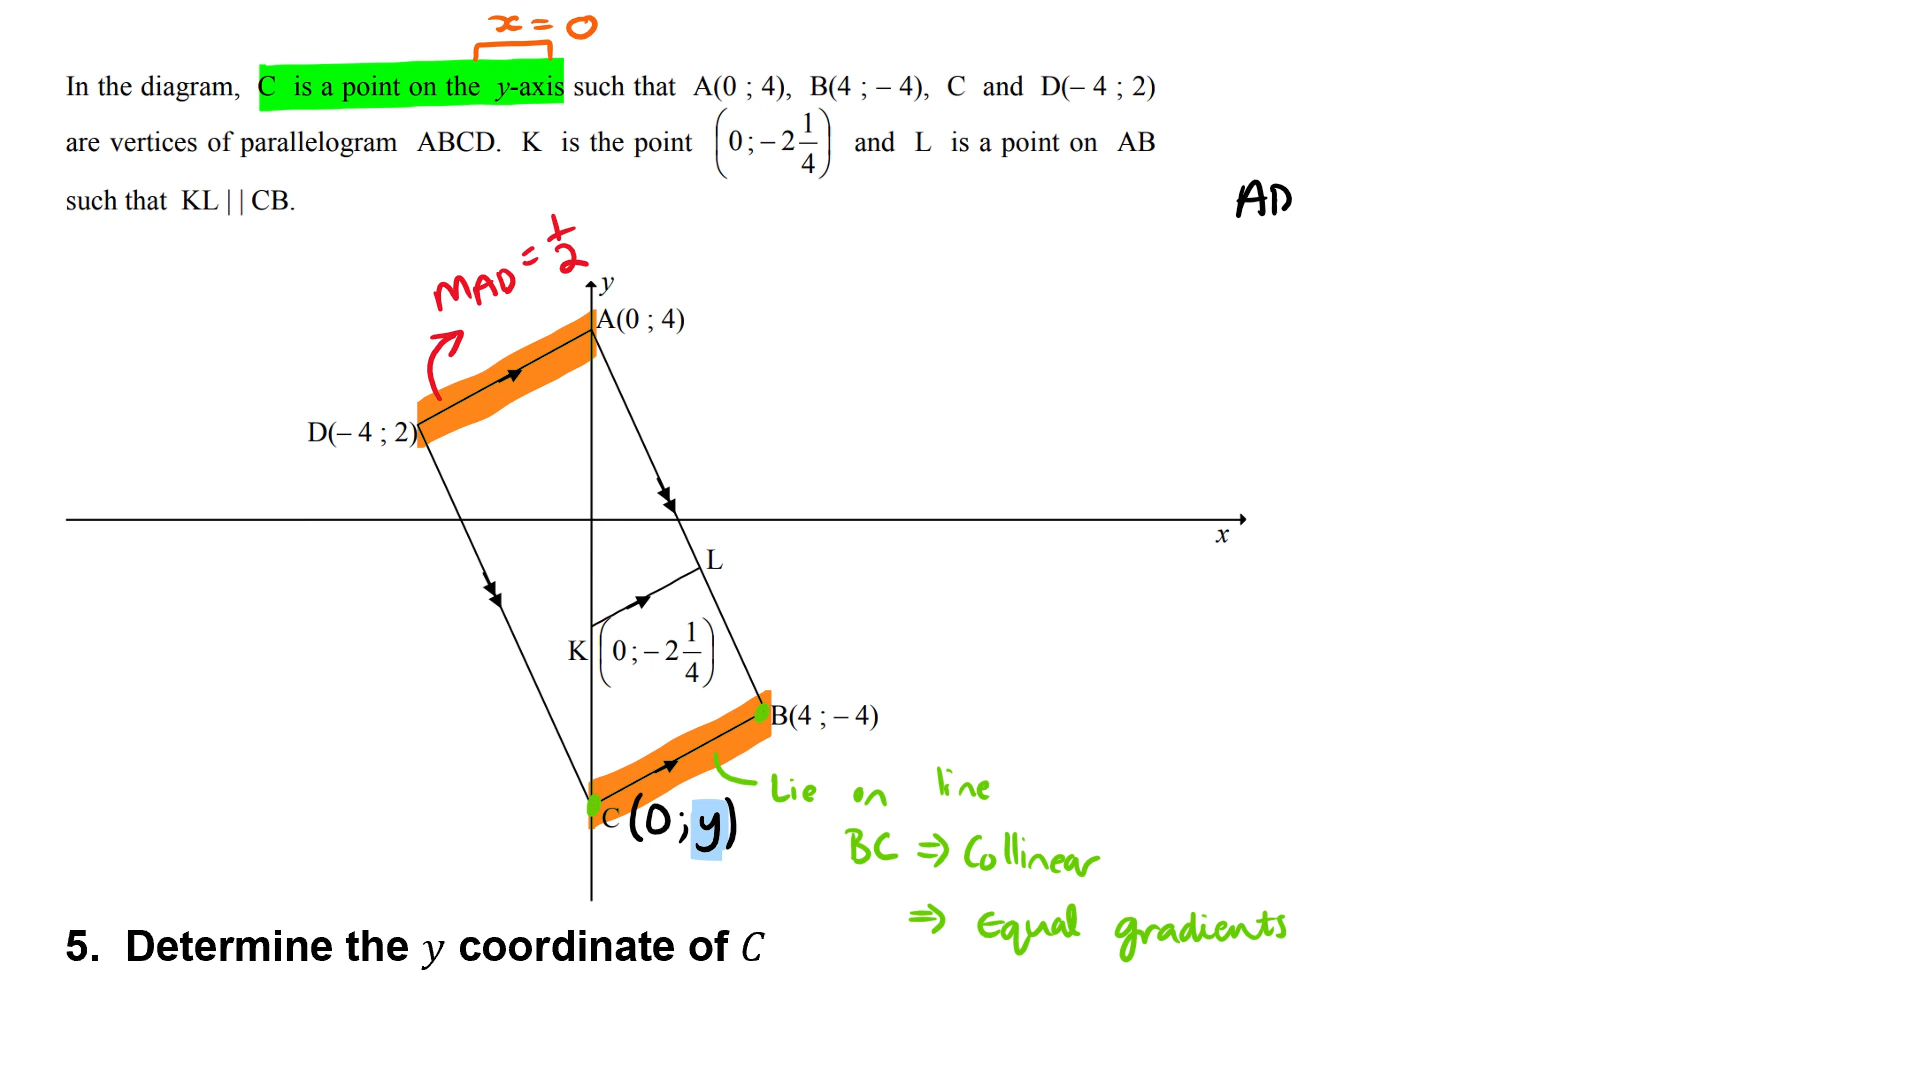 x = 0
In the diagram, C is a point on the y-axis such that A(0 ; 4), B(4 ; – 4), C and D(– 4 ; 2)
are vertices of parallelogram ABCD. K is the point (0 ; – 2 1/4) and L is a point on AB
such that KL || CB.
AD
MAD = 1/2
y
A(0 ; 4)
D(– 4 ; 2)
x
L
K (0 ; – 2 1/4)
B(4 ; – 4)
C (0 ; y)
Lie on line
BC ⇒ Collinear
⇒ Equal gradients
5. Determine the y coordinate of C